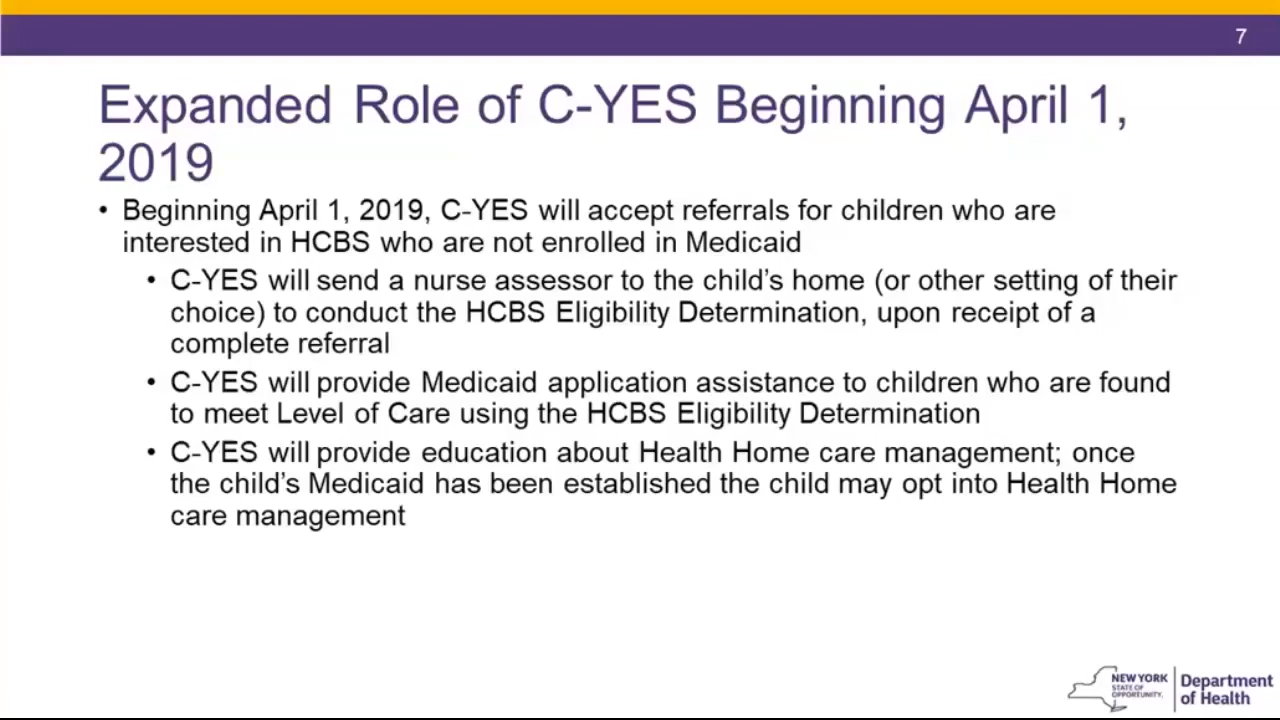 7
Expanded Role of C-YES Beginning April 1,
2019
• Beginning April 1, 2019, C-YES will accept referrals for children who are
interested in HCBS who are not enrolled in Medicaid
• C-YES will send a nurse assessor to the child's home (or other setting of their
choice) to conduct the HCBS Eligibility Determination, upon receipt of a
complete referral
• C-YES will provide Medicaid application assistance to children who are found
to meet Level of Care using the HCBS Eligibility Determination
• C-YES will provide education about Health Home care management; once
the child's Medicaid has been established the child may opt into Health Home
care management
NEW YORK
STATE OF
OPPORTUNITY.
Department
of Health